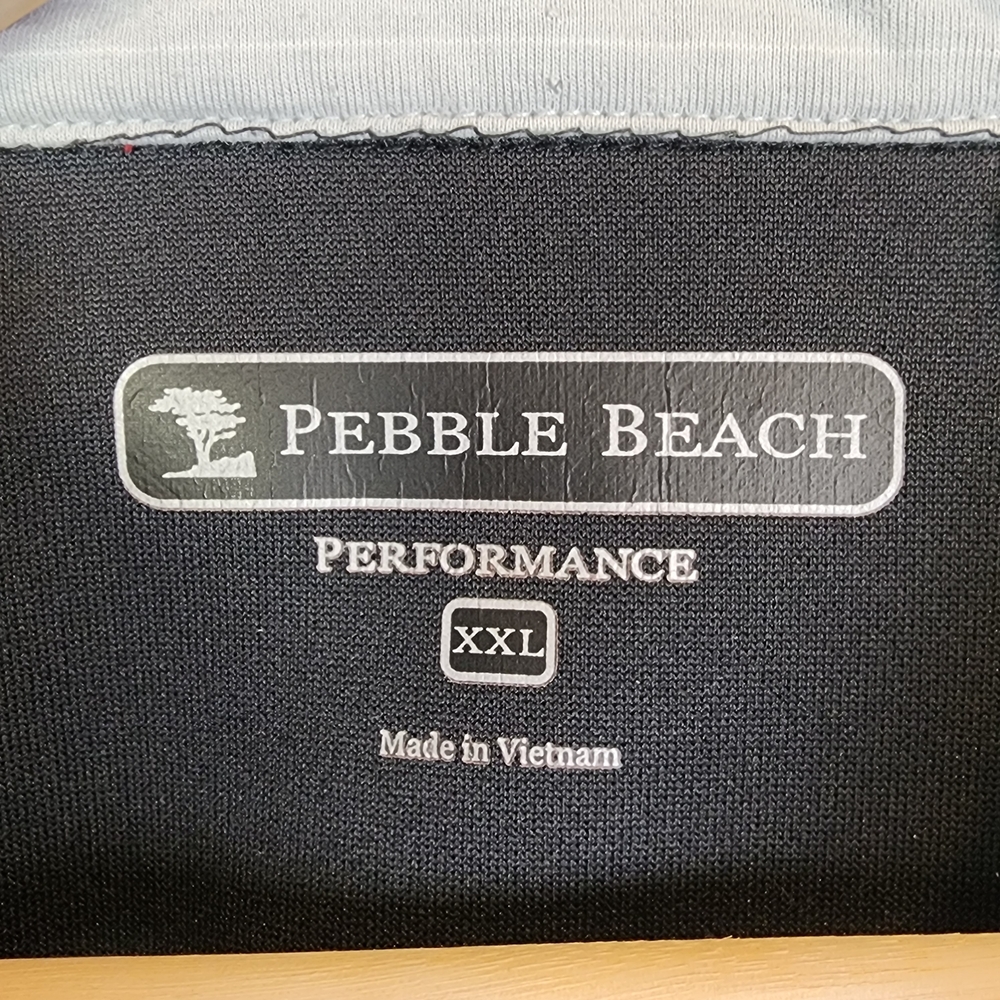 PEBBLE BEACH
PERFORMANCE
XXL
Made in Vietnam